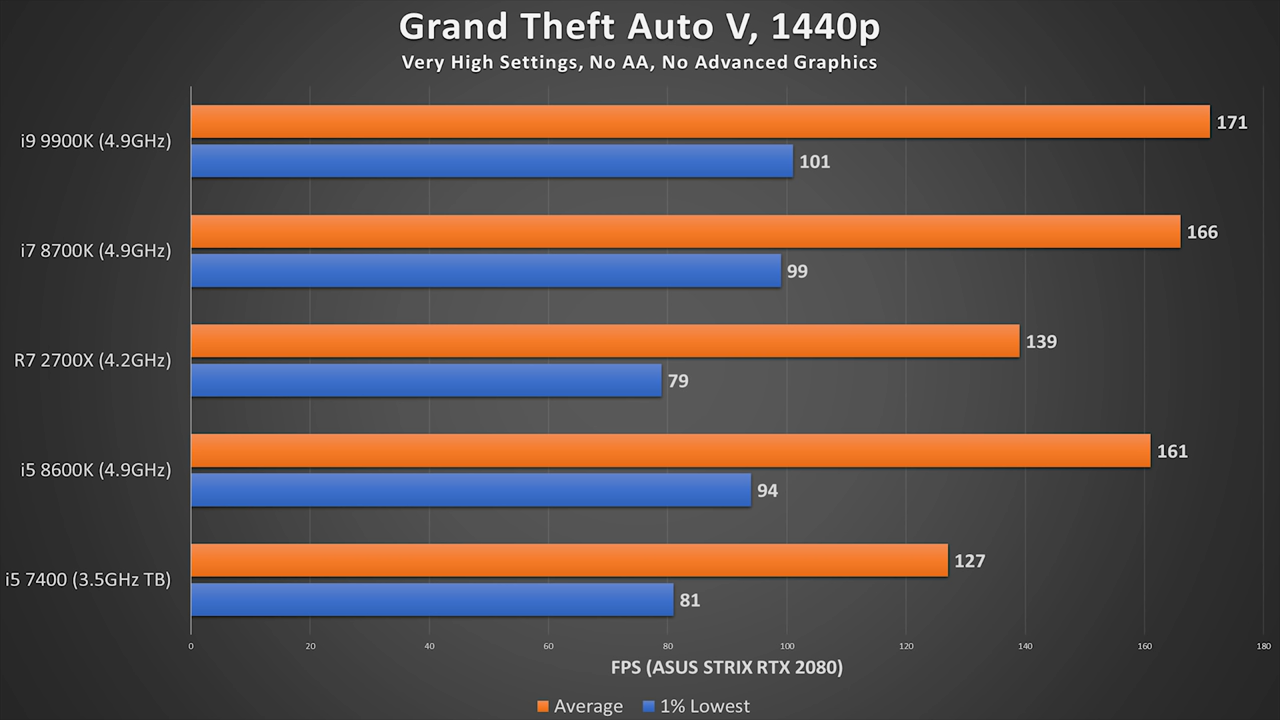 Grand Theft Auto V, 1440p
Very High Settings, No AA, No Advanced Graphics
i9 9900K (4.9GHz)
171
101
i7 8700K (4.9GHz)
166
99
R7 2700X (4.2GHz)
139
79
i5 8600K (4.9GHz)
161
94
i5 7400 (3.5GHz TB)
127
81
0 20 40 60 80 100 120 140 160 180
FPS (ASUS STRIX RTX 2080)
Average 1% Lowest